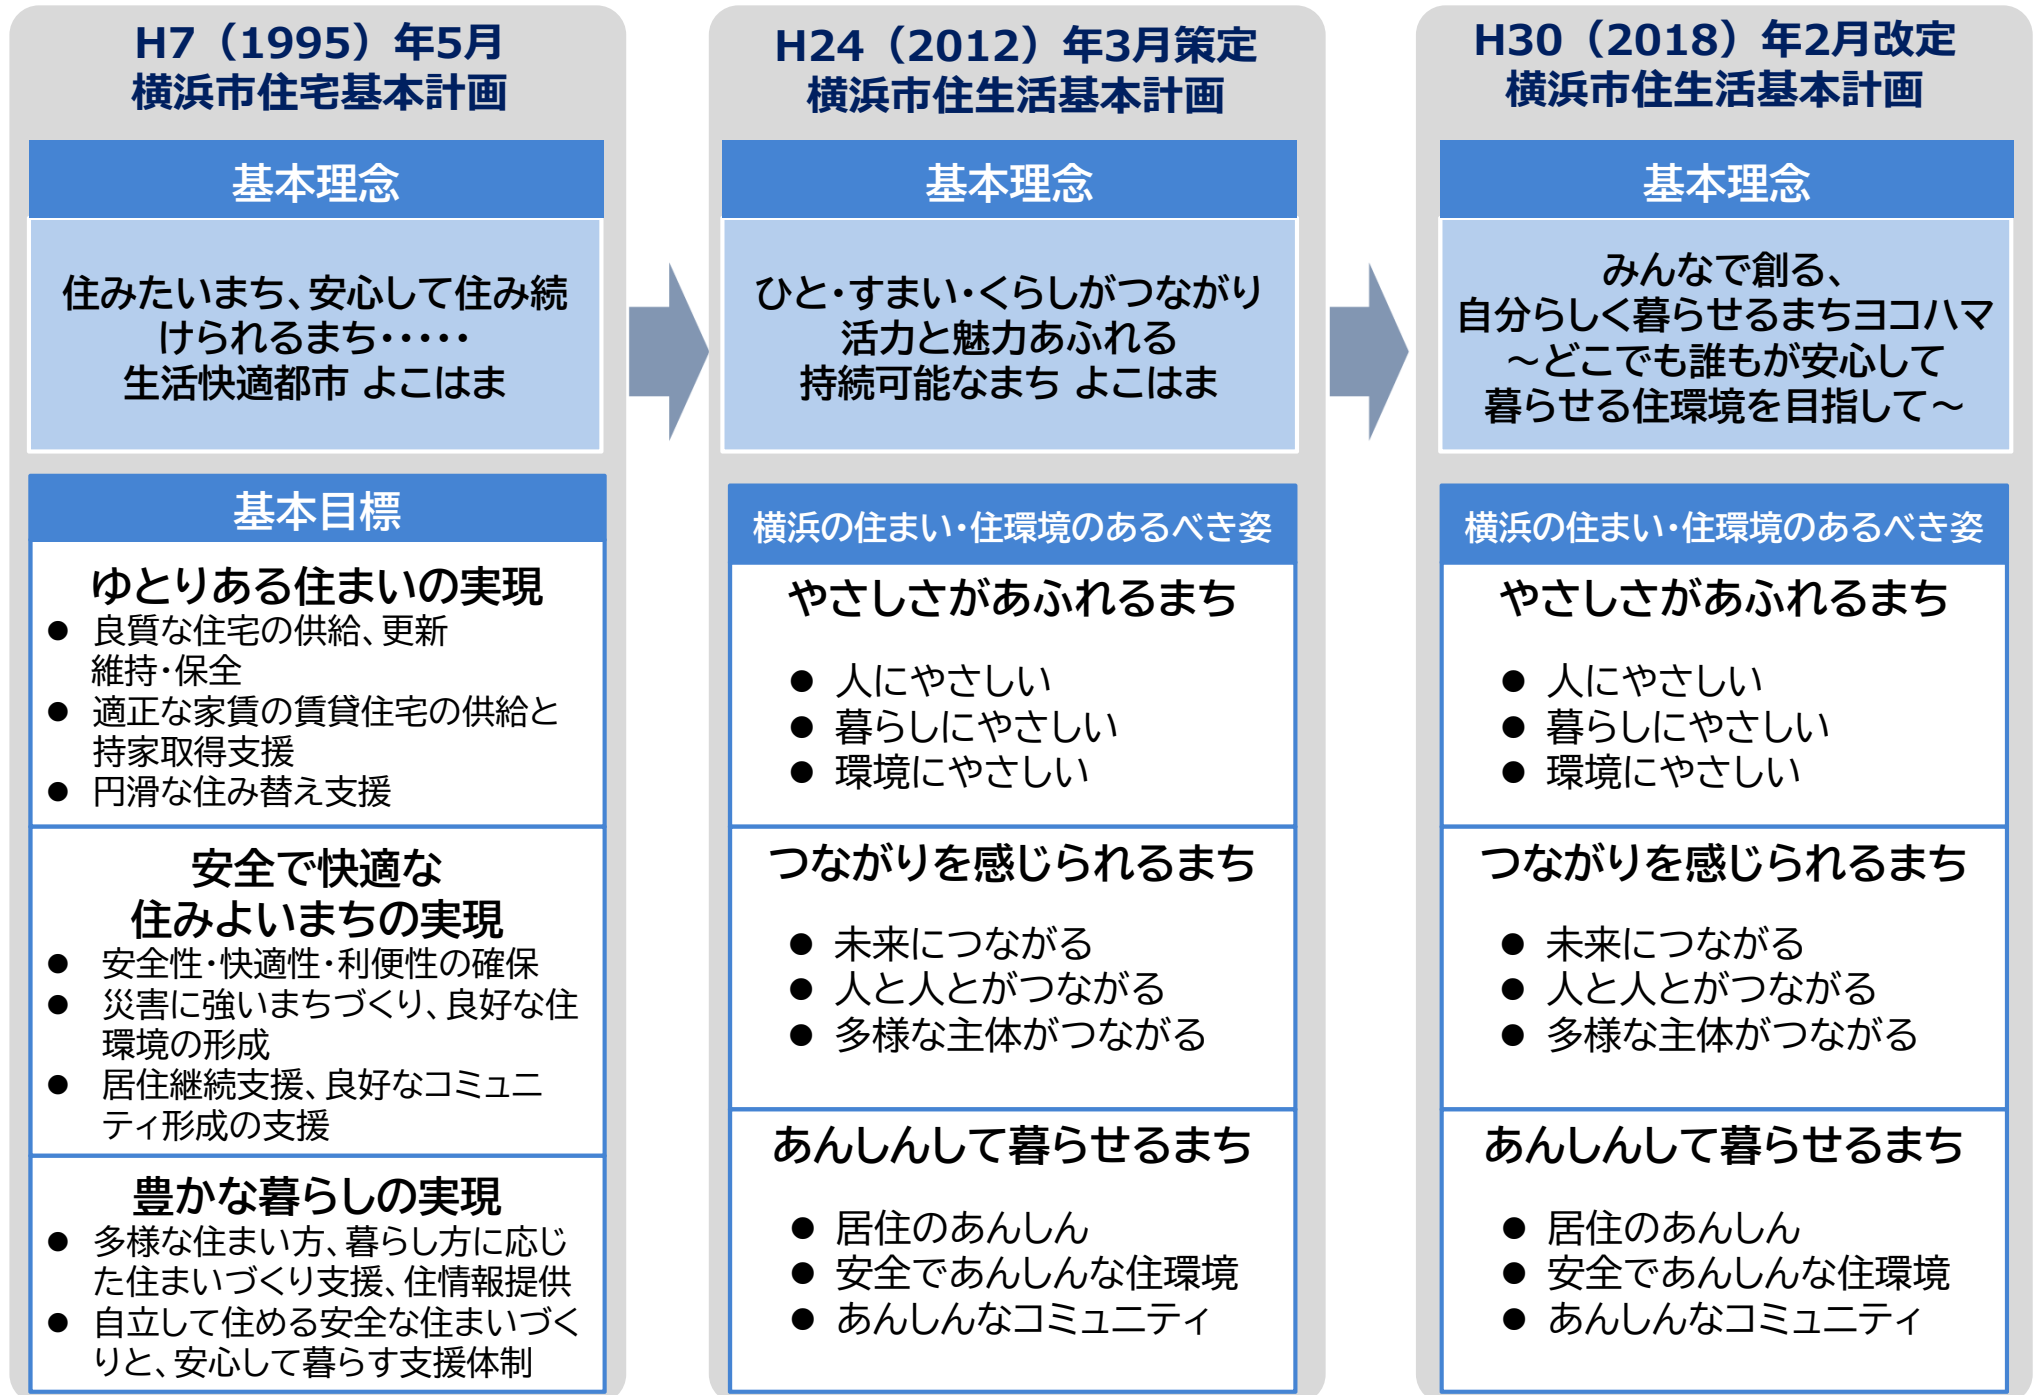 H7（1995）年5月
横浜市住宅基本計画
基本理念
住みたいまち、安心して住み続
けられるまち・・・・・
生活快適都市 よこはま
基本目標
ゆとりある住まいの実現
● 良質な住宅の供給、更新
維持・保全
● 適正な家賃の賃貸住宅の供給と
持家取得支援
● 円滑な住み替え支援
安全で快適な
住みよいまちの実現
● 安全性・快適性・利便性の確保
● 災害に強いまちづくり、良好な住
環境の形成
● 居住継続支援、良好なコミュニ
ティ形成の支援
豊かな暮らしの実現
● 多様な住まい方、暮らし方に応じ
た住まいづくり支援、住情報提供
● 自立して住める安全な住まいづく
りと、安心して暮らす支援体制
H24（2012）年3月策定
横浜市住生活基本計画
基本理念
ひと・すまい・くらしがつながり
活力と魅力あふれる
持続可能なまち よこはま
横浜の住まい・住環境のあるべき姿
やさしさがあふれるまち
● 人にやさしい
● 暮らしにやさしい
● 環境にやさしい
つながりを感じられるまち
● 未来につながる
● 人と人とがつながる
● 多様な主体がつながる
あんしんして暮らせるまち
● 居住のあんしん
● 安全であんしんな住環境
● あんしんなコミュニティ
H30（2018）年2月改定
横浜市住生活基本計画
基本理念
みんなで創る、
自分らしく暮らせるまちヨコハマ
～どこでも誰もが安心して
暮らせる住環境を目指して～
横浜の住まい・住環境のあるべき姿
やさしさがあふれるまち
● 人にやさしい
● 暮らしにやさしい
● 環境にやさしい
つながりを感じられるまち
● 未来につながる
● 人と人とがつながる
● 多様な主体がつながる
あんしんして暮らせるまち
● 居住のあんしん
● 安全であんしんな住環境
● あんしんなコミュニティ